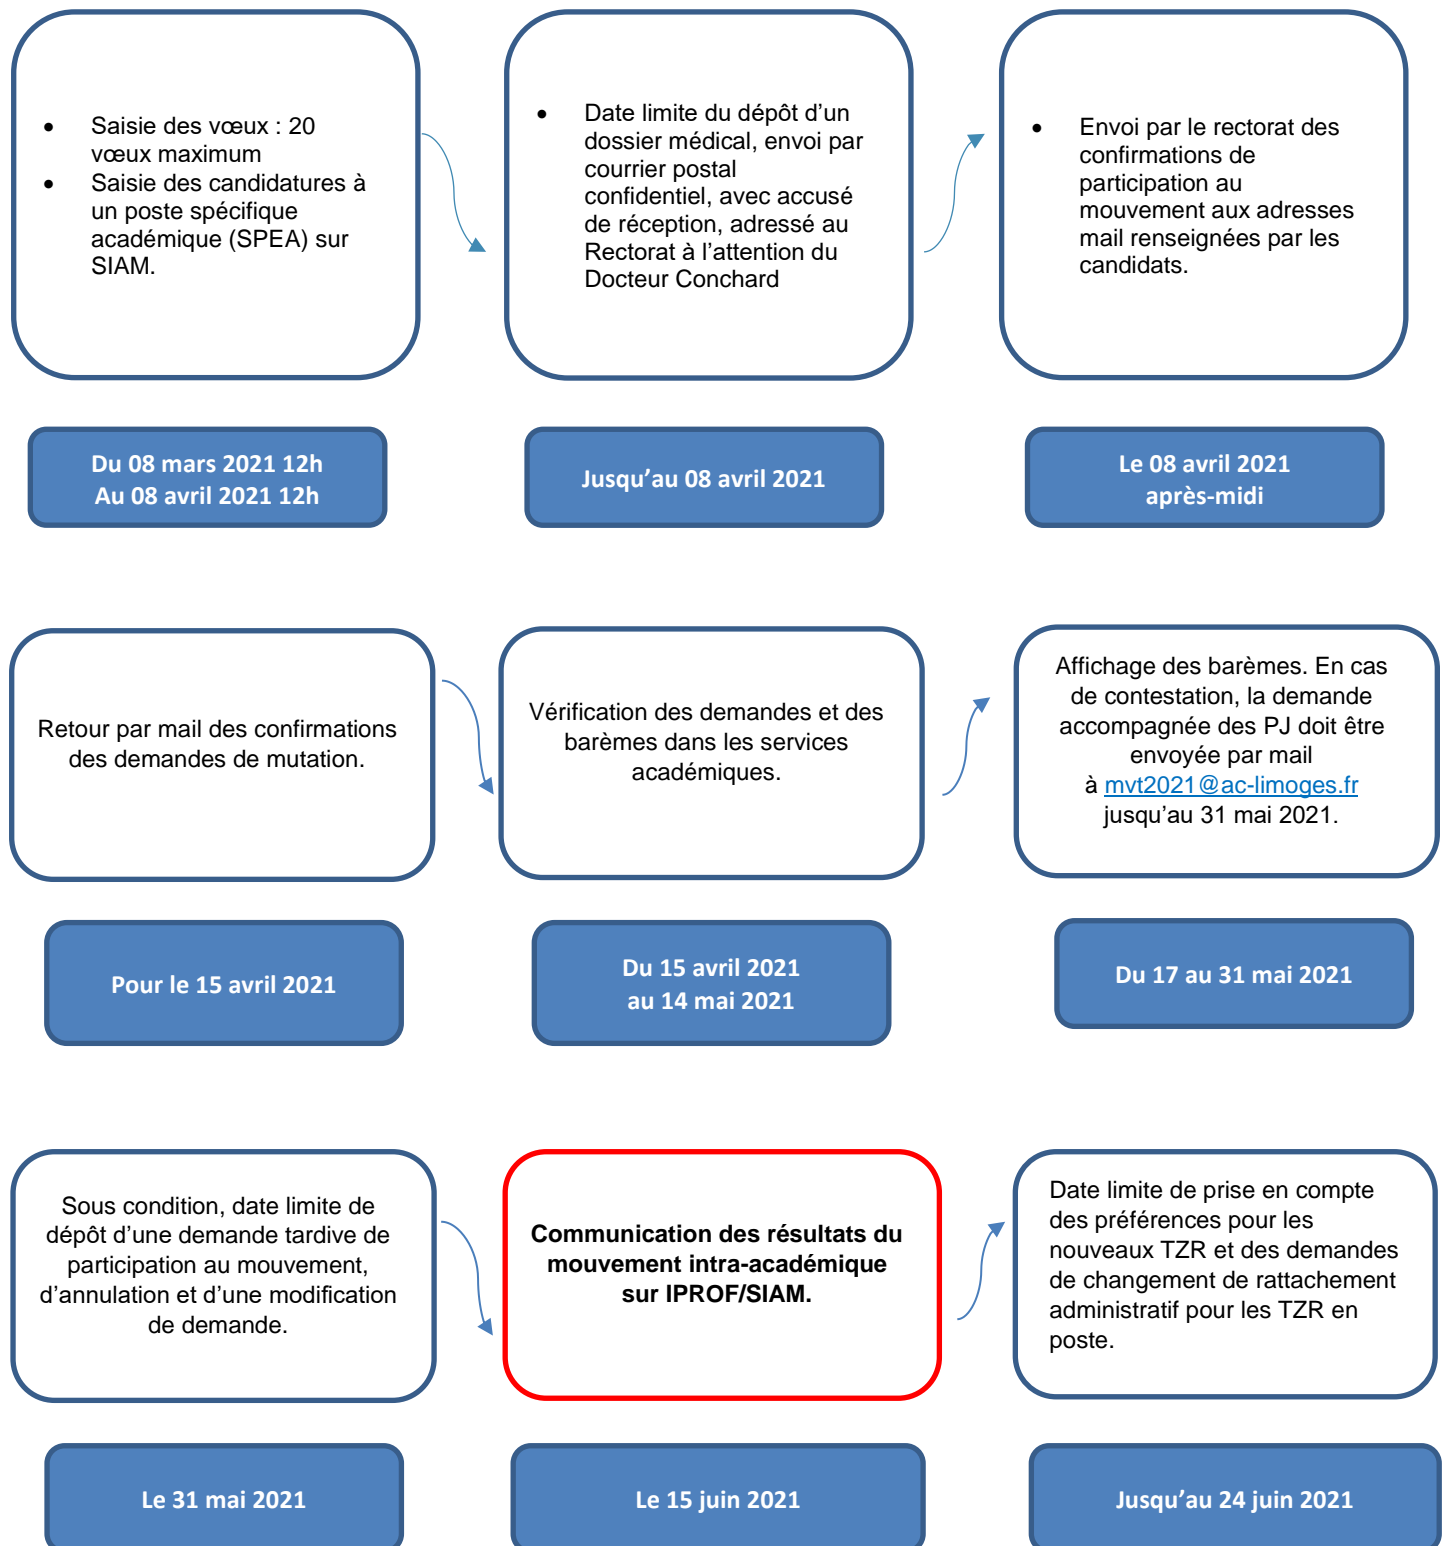 • Saisie des vœux : 20
vœux maximum
• Saisie des candidatures à
un poste spécifique
académique (SPEA) sur
SIAM.
• Date limite du dépôt d’un
dossier médical, envoi par
courrier postal
confidentiel, avec accusé
de réception, adressé au
Rectorat à l’attention du
Docteur Conchard
• Envoi par le rectorat des
confirmations de
participation au
mouvement aux adresses
mail renseignées par les
candidats.
Du 08 mars 2021 12h
Au 08 avril 2021 12h
Jusqu’au 08 avril 2021
Le 08 avril 2021
après-midi
Retour par mail des confirmations
des demandes de mutation.
Vérification des demandes et des
barèmes dans les services
académiques.
Affichage des barèmes. En cas
de contestation, la demande
accompagnée des PJ doit être
envoyée par mail
à mvt2021@ac-limoges.fr
jusqu’au 31 mai 2021.
Pour le 15 avril 2021
Du 15 avril 2021
au 14 mai 2021
Du 17 au 31 mai 2021
Sous condition, date limite de
dépôt d’une demande tardive de
participation au mouvement,
d’annulation et d’une modification
de demande.
Communication des résultats du
mouvement intra-académique
sur IPROF/SIAM.
Date limite de prise en compte
des préférences pour les
nouveaux TZR et des demandes
de changement de rattachement
administratif pour les TZR en
poste.
Le 31 mai 2021
Le 15 juin 2021
Jusqu’au 24 juin 2021